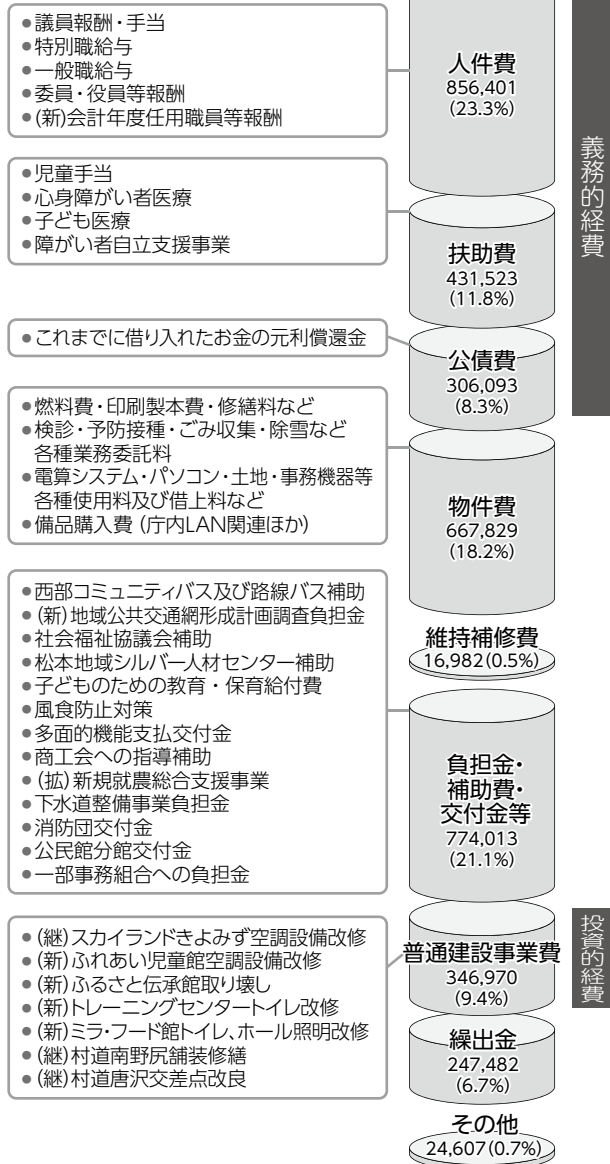 ●議員報酬・手当
●特別職給与
●一般職給与
●委員・役員等報酬
●(新)会計年度任用職員等報酬
人件費
856,401
(23.3%)
義務的経費
●児童手当
●心身障がい者医療
●子ども医療
●障がい者自立支援事業
扶助費
431,523
(11.8%)
●これまでに借り入れたお金の元利償還金
公債費
306,093
(8.3%)
●燃料費・印刷製本費・修繕料など
●検診・予防接種・ごみ収集・除雪など
各種業務委託料
●電算システム・パソコン・土地・事務機器等
各種使用料及び借上料など
●備品購入費(庁内LAN関連ほか)
物件費
667,829
(18.2%)
維持補修費
16,982(0.5%)
●西部コミュニティバス及び路線バス補助
●(新)地域公共交通網形成計画調査負担金
●社会福祉協議会補助
●松本地域シルバー人材センター補助
●子どものための教育・保育給付費
●風食防止対策
●多面的機能支払交付金
●商工会への指導補助
●(拡)新規就農総合支援事業
●下水道整備事業負担金
●消防団交付金
●公民館分館交付金
●一部事務組合への負担金
負担金・
補助費・
交付金等
774,013
(21.1%)
●(継)スカイランドきよみず空調設備改修
●(新)ふれあい児童館空調設備改修
●(新)ふるさと伝承館取り壊し
●(新)トレーニングセンタートイレ改修
●(新)ミラ・フード館トイレ、ホール照明改修
●(継)村道南野尻舗装修繕
●(継)村道唐沢交差点改良
普通建設事業費
346,970
(9.4%)
投資的経費
繰出金
247,482
(6.7%)
その他
24,607(0.7%)